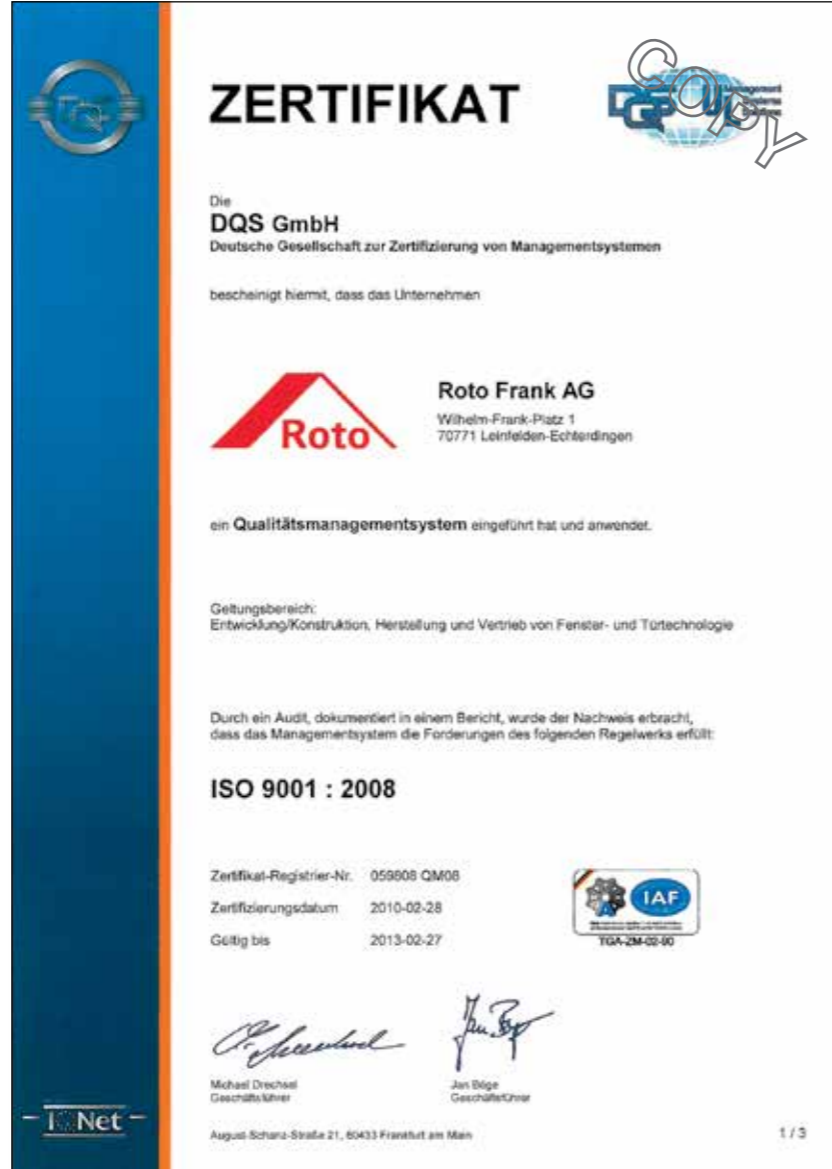 ZERTIFIKAT
DQS
COPY
Management
Die
DQS GmbH
Deutsche Gesellschaft zur Zertifizierung von Managementsystemen
bescheinigt hiermit, dass das Unternehmen
Roto
Roto Frank AG
Wilhelm-Frank-Platz 1
70771 Leinfelden-Echterdingen
ein Qualitätsmanagementsystem eingeführt hat und anwendet.
Geltungsbereich:
Entwicklung/Konstruktion, Herstellung und Vertrieb von Fenster- und Türtechnologie
Durch ein Audit, dokumentiert in einem Bericht, wurde der Nachweis erbracht,
dass das Managementsystem die Forderungen des folgenden Regelwerks erfüllt:
ISO 9001 : 2008
Zertifikat-Registrier-Nr. 059808 QM08
Zertifizierungsdatum 2010-02-28
Gültig bis 2013-02-27
IAF
TGA-ZM-02-90
Michael Drechsel
Geschäftsführer
Jan Böge
Geschäftsführer
IQNet
August-Schanz-Straße 21, 60433 Frankfurt am Main
1 / 3